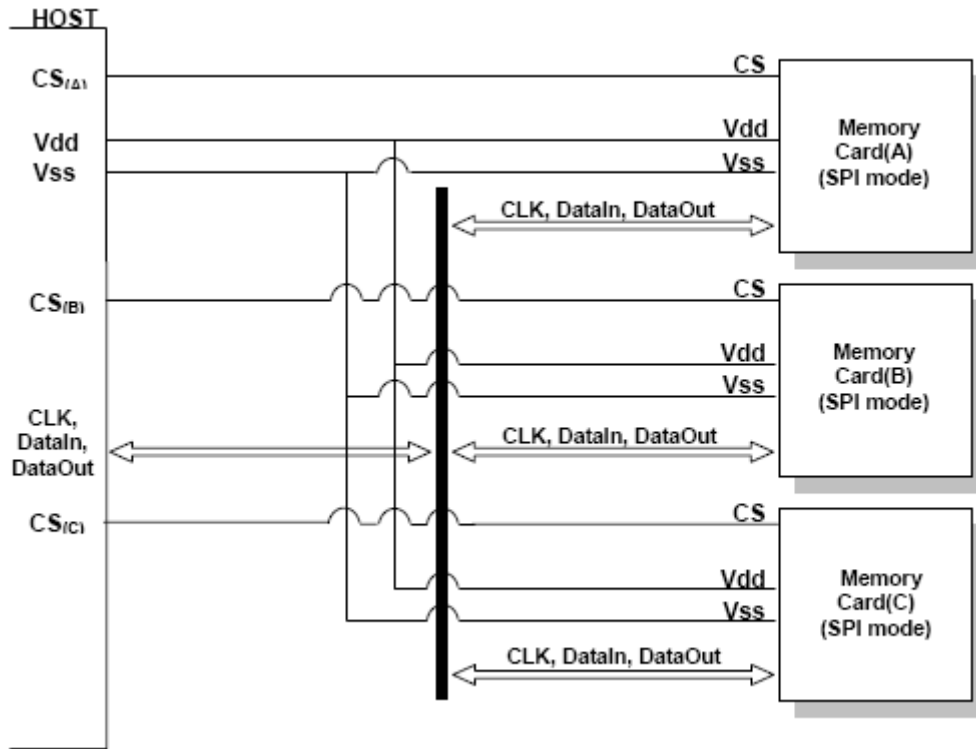 HOST
CS(A)
CS
Vdd
Vdd
Vss
Vss
Memory
Card(A)
(SPI mode)
CLK, DataIn, DataOut
CS(B)
CS
Vdd
Vss
Memory
Card(B)
(SPI mode)
CLK,
DataIn,
DataOut
CLK, DataIn, DataOut
CS(C)
CS
Vdd
Vss
Memory
Card(C)
(SPI mode)
CLK, DataIn, DataOut